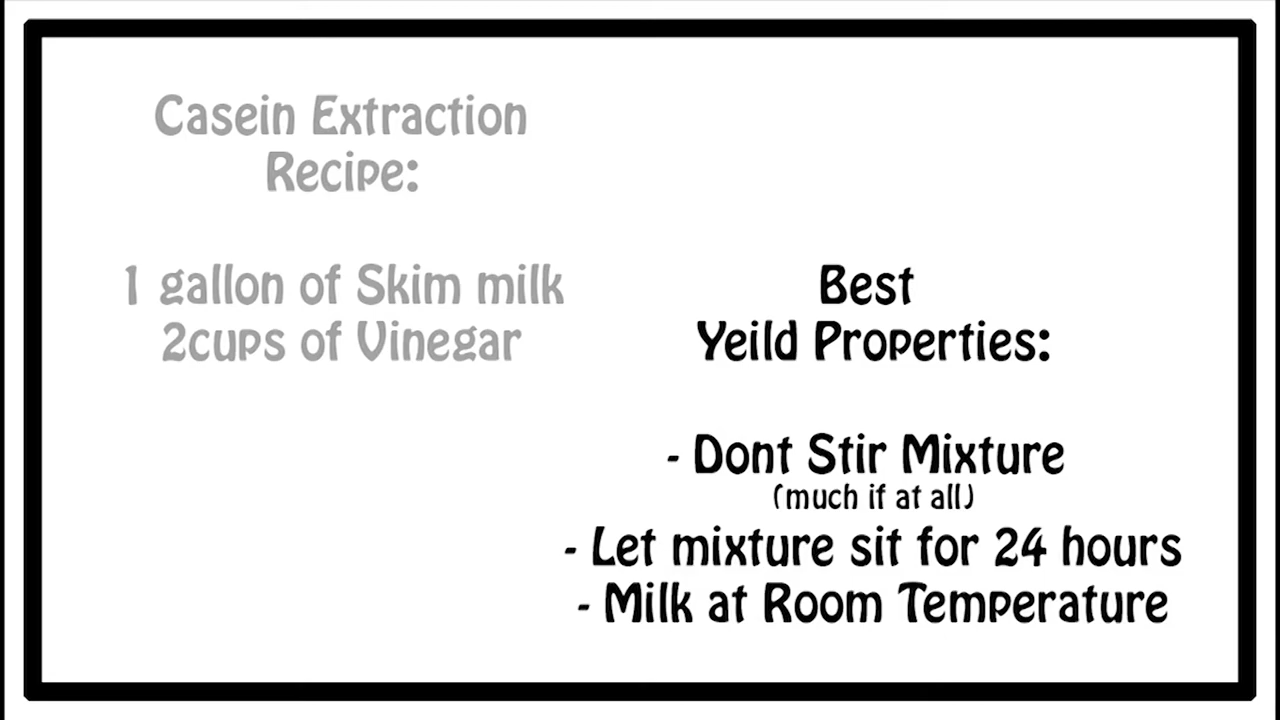 Casein Extraction
Recipe:
1 gallon of Skim milk
2cups of Vinegar
Best
Yeild Properties:
- Dont Stir Mixture
(much if at all)
- Let mixture sit for 24 hours
- Milk at Room Temperature